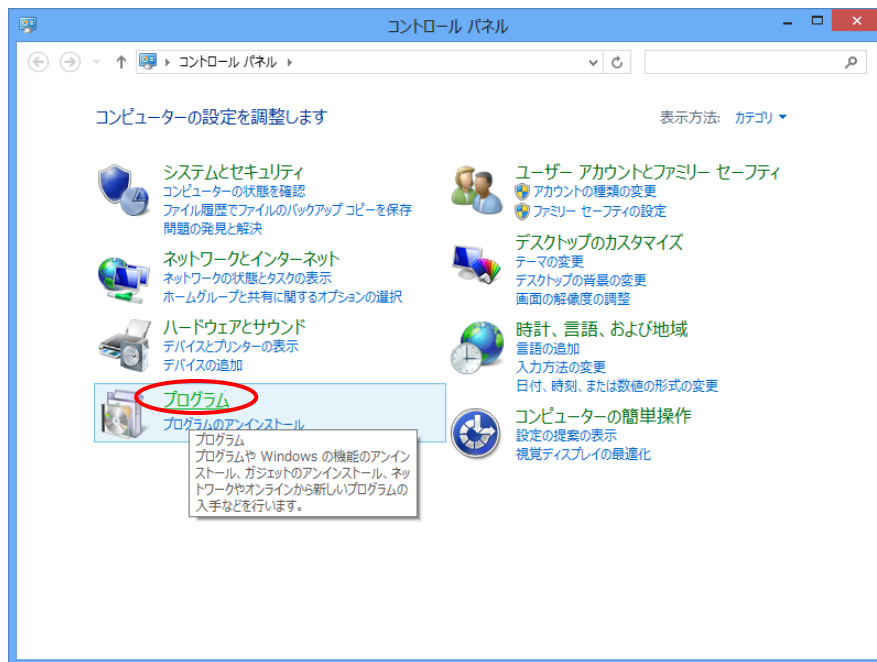 コントロール パネル
コントロール パネル
コンピューターの設定を調整します
表示方法: カテゴリ
システムとセキュリティ
コンピューターの状態を確認
ファイル履歴でファイルのバックアップ コピーを保存
問題の発見と解決
ネットワークとインターネット
ネットワークの状態とタスクの表示
ホームグループと共有に関するオプションの選択
ハードウェアとサウンド
デバイスとプリンターの表示
デバイスの追加
プログラム
プログラムのアンインストール
プログラム
プログラムや Windows の機能のアンイン
ストール、ガジェットのアンインストール、ネッ
トワークやオンラインから新しいプログラムの
入手などを行います。
ユーザー アカウントとファミリー セーフティ
アカウントの種類の変更
ファミリー セーフティの設定
デスクトップのカスタマイズ
テーマの変更
デスクトップの背景の変更
画面の解像度の調整
時計、言語、および地域
言語の追加
入力方法の変更
日付、時刻、または数値の形式の変更
コンピューターの簡単操作
設定の提案の表示
視覚ディスプレイの最適化